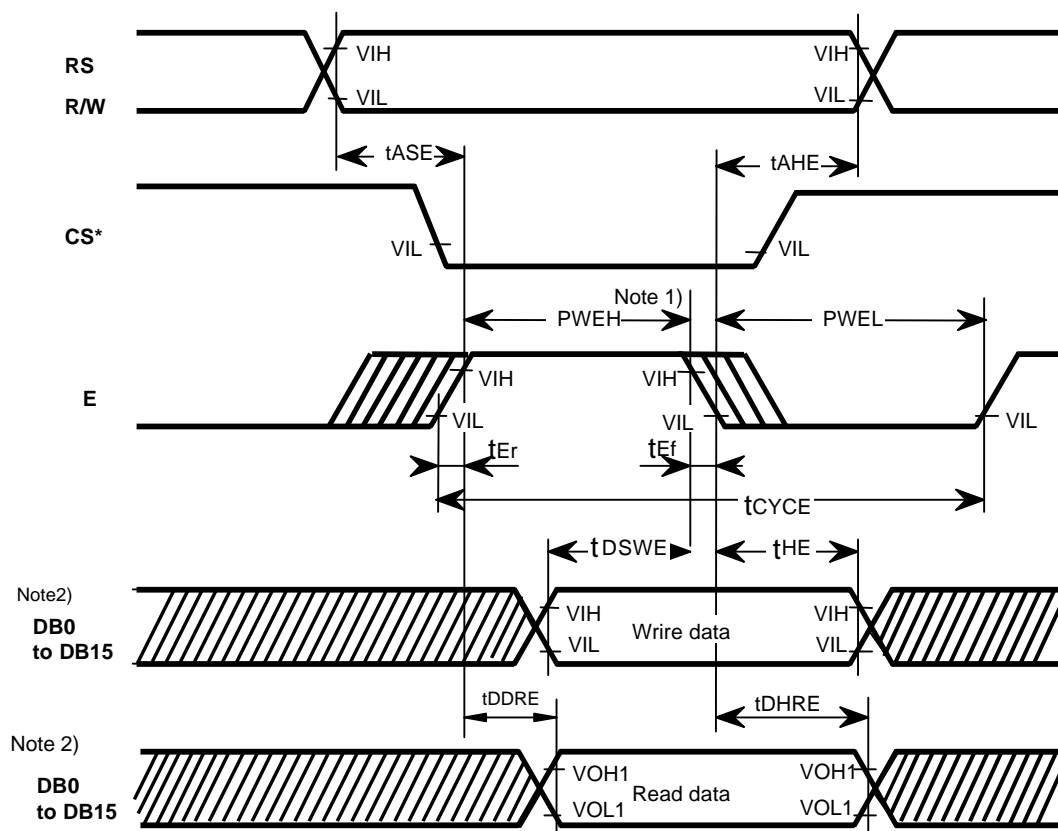 RS
VIH
VIH
R/W
VIL
VIL
tASE
tAHE
CS*
VIL
VIL
Note 1)
PWEH
PWEL
E
VIH
VIH
VIL
VIL
VIL
tEr
tEf
tCYCE
tDSWE
tHE
Note2)
DB0
to DB15
VIH
VIH
Wrire data
VIL
VIL
tDDRE
tDHRE
Note 2)
DB0
to DB15
VOH1
VOH1
Read data
VOL1
VOL1